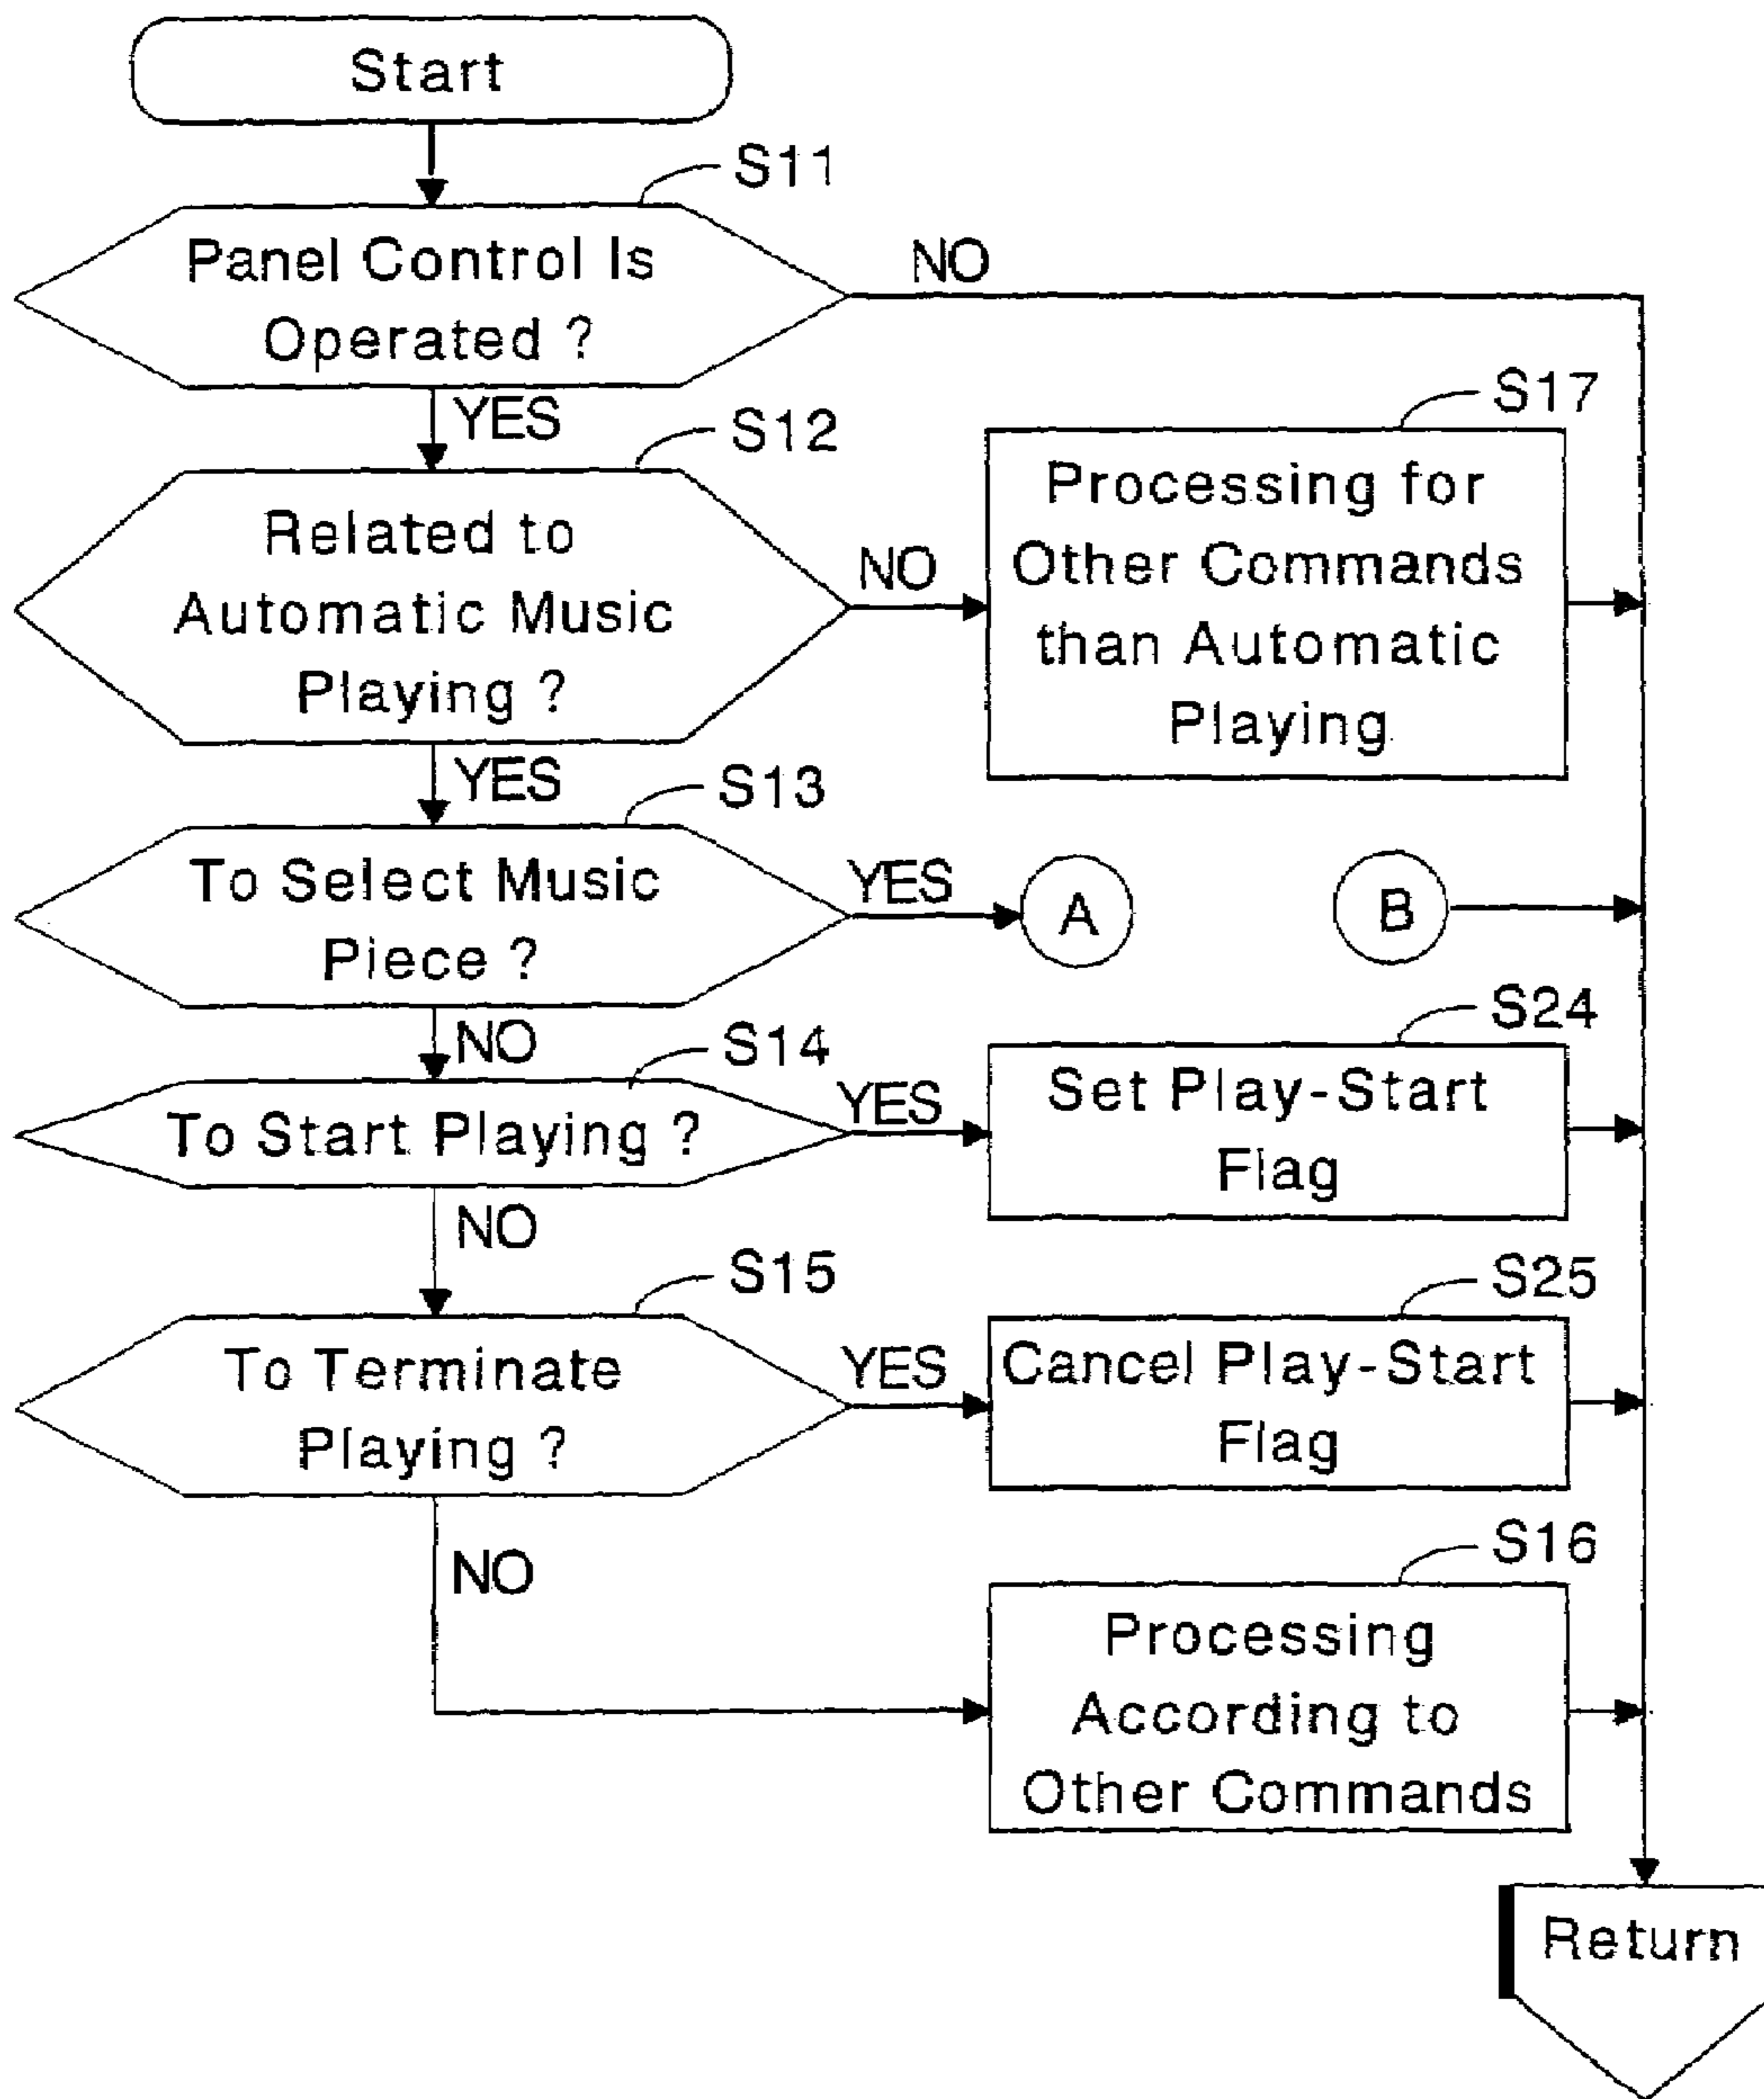 Start
S11
Panel Control Is
Operated ?
NO
YES
S12
Related to
Automatic Music
Playing ?
NO
S17
Processing for
Other Commands
than Automatic
Playing
YES
S13
To Select Music
Piece ?
YES
A
B
NO
S14
To Start Playing ?
YES
S24
Set Play-Start
Flag
NO
S15
To Terminate
Playing ?
YES
S25
Cancel Play-Start
Flag
NO
S16
Processing
According to
Other Commands
Return